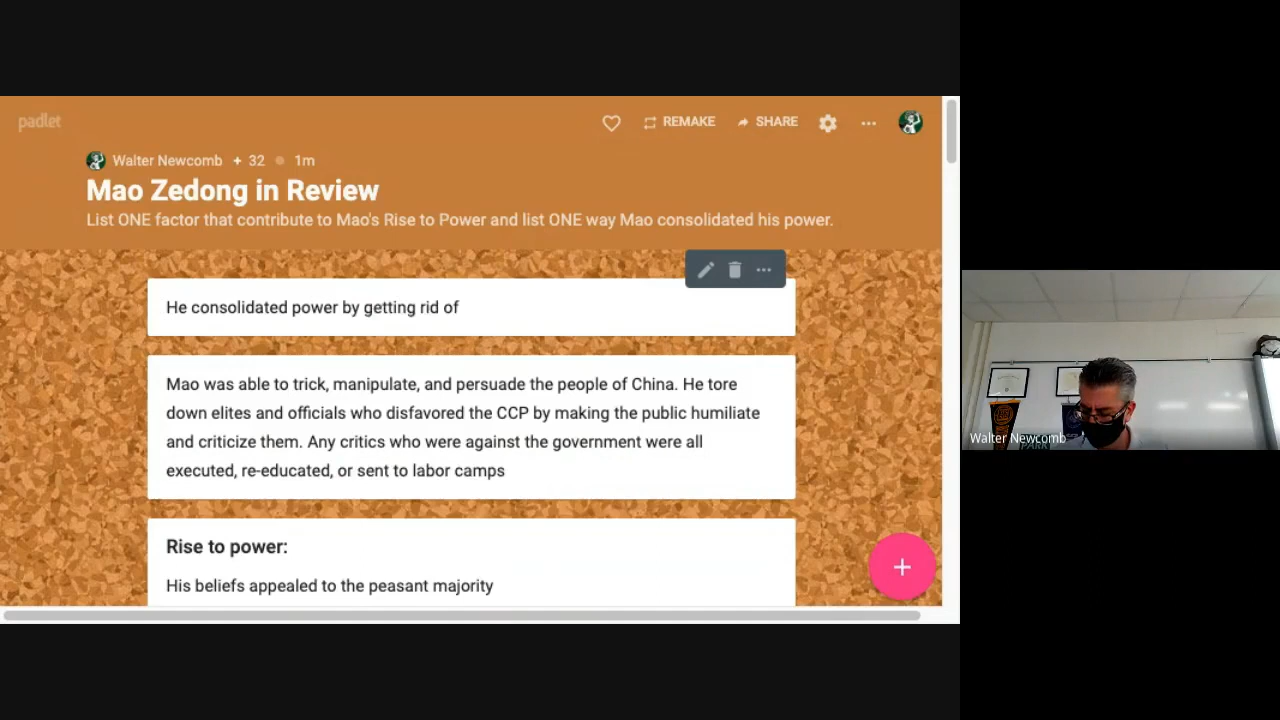 padlet
REMAKE
SHARE
Walter Newcomb + 32 1m
Mao Zedong in Review
List ONE factor that contribute to Mao's Rise to Power and list ONE way Mao consolidated his power.
He consolidated power by getting rid of
Mao was able to trick, manipulate, and persuade the people of China. He tore
down elites and officials who disfavored the CCP by making the public humiliate
and criticize them. Any critics who were against the government were all
executed, re-educated, or sent to labor camps
Rise to power:
His beliefs appealed to the peasant majority
Walter Newcomb
PARK